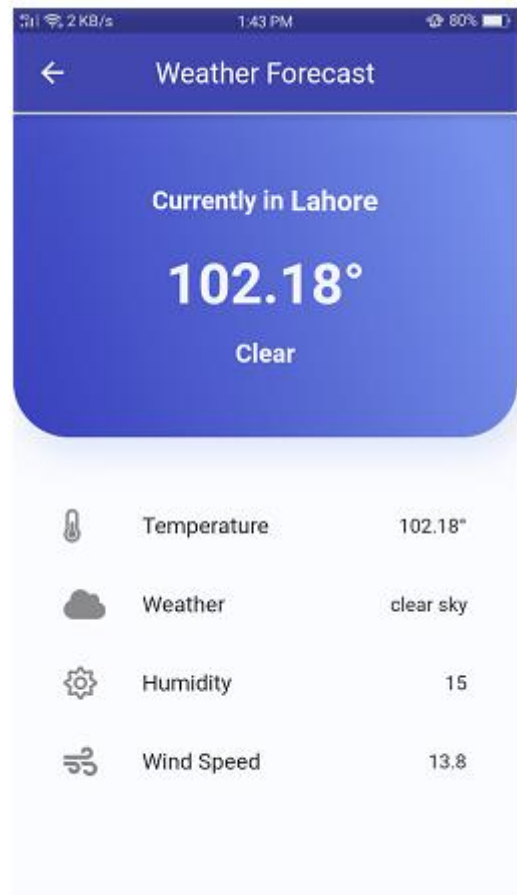 2 KB/s 1:43 PM 80%
Weather Forecast
Currently in Lahore
102.18°
Clear
Temperature 102.18°
Weather clear sky
Humidity 15
Wind Speed 13.8